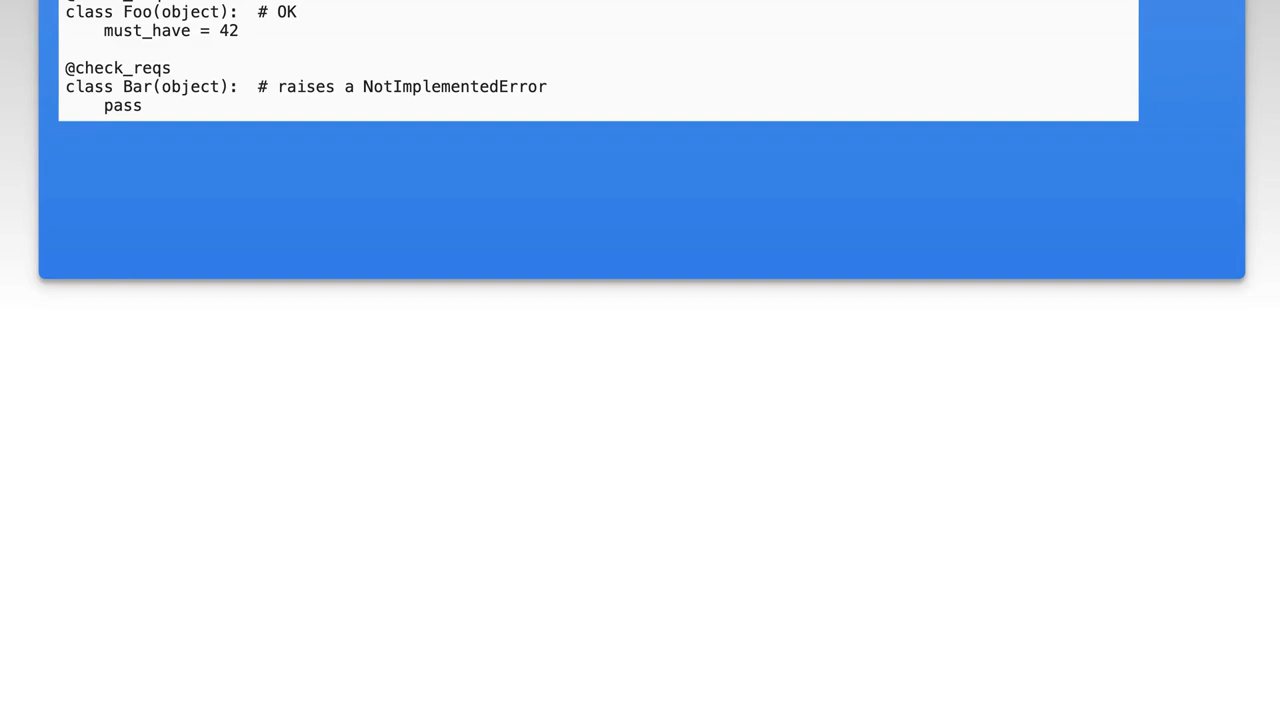 class Foo(object):  # OK
    must_have = 42

@check_reqs
class Bar(object):  # raises a NotImplementedError
    pass